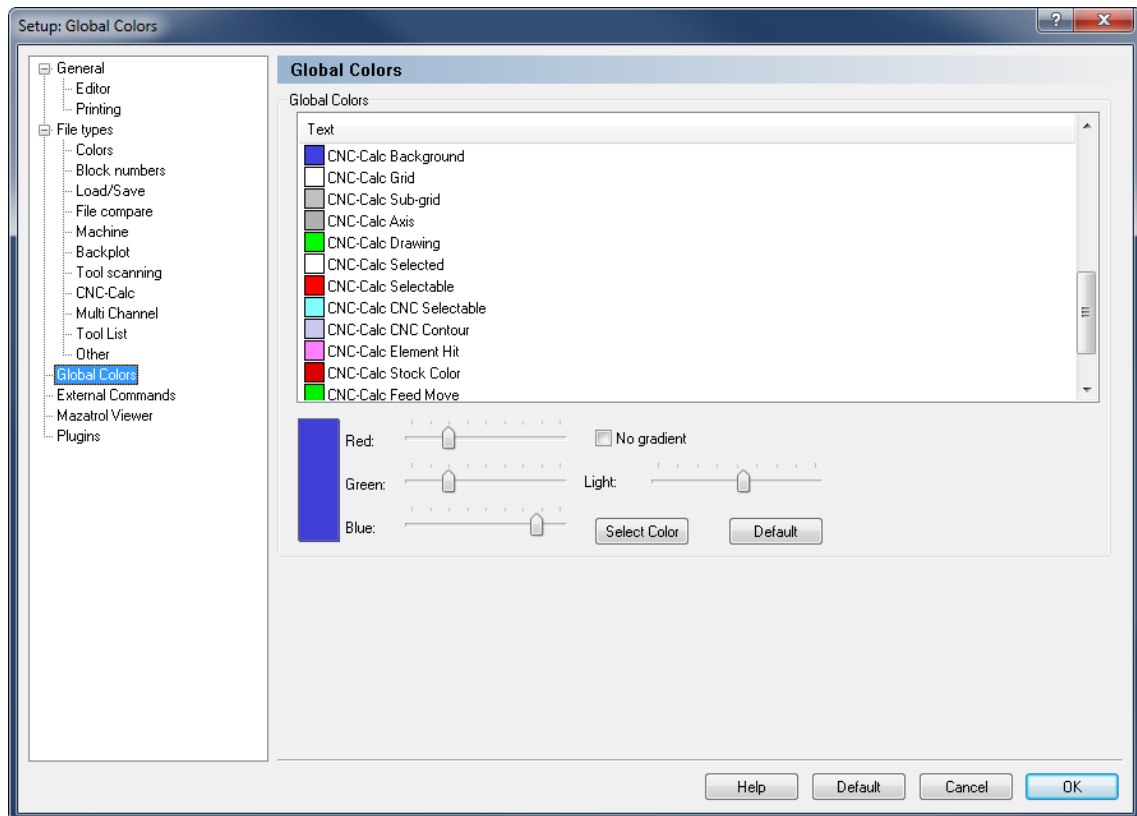 Setup: Global Colors
?
General
Editor
Printing
File types
Colors
Block numbers
Load/Save
File compare
Machine
Backplot
Tool scanning
CNC-Calc
Multi Channel
Tool List
Other
Global Colors
External Commands
Mazatrol Viewer
Plugins
Global Colors
Global Colors
Text
CNC-Calc Background
CNC-Calc Grid
CNC-Calc Sub-grid
CNC-Calc Axis
CNC-Calc Drawing
CNC-Calc Selected
CNC-Calc Selectable
CNC-Calc CNC Selectable
CNC-Calc CNC Contour
CNC-Calc Element Hit
CNC-Calc Stock Color
CNC-Calc Feed Move
Red: No gradient
Green: Light:
Blue: Select Color Default
Help Default Cancel OK